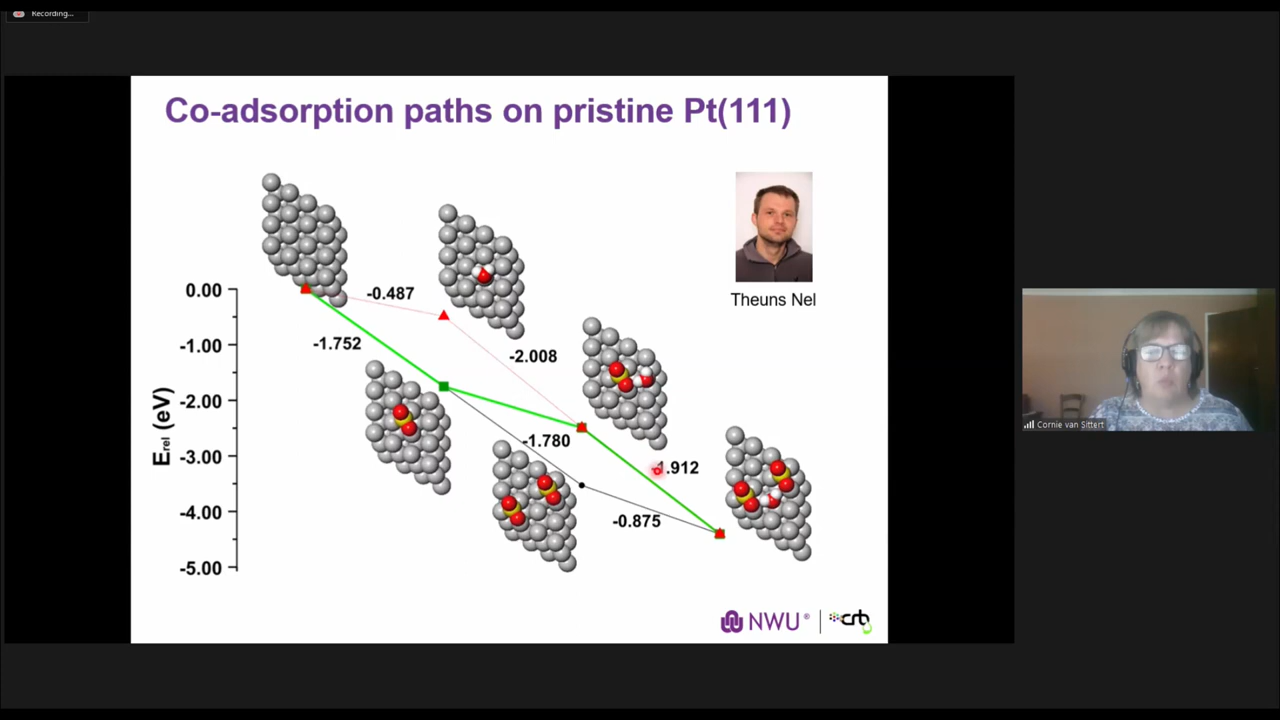 Recording...
Co-adsorption paths on pristine Pt(111)
Theuns Nel
Erel (eV)
0.00
-1.00
-2.00
-3.00
-4.00
-5.00
-0.487
-1.752
-2.008
-1.780
-1.912
-0.875
NWU®
crb
Cornie van Sittert